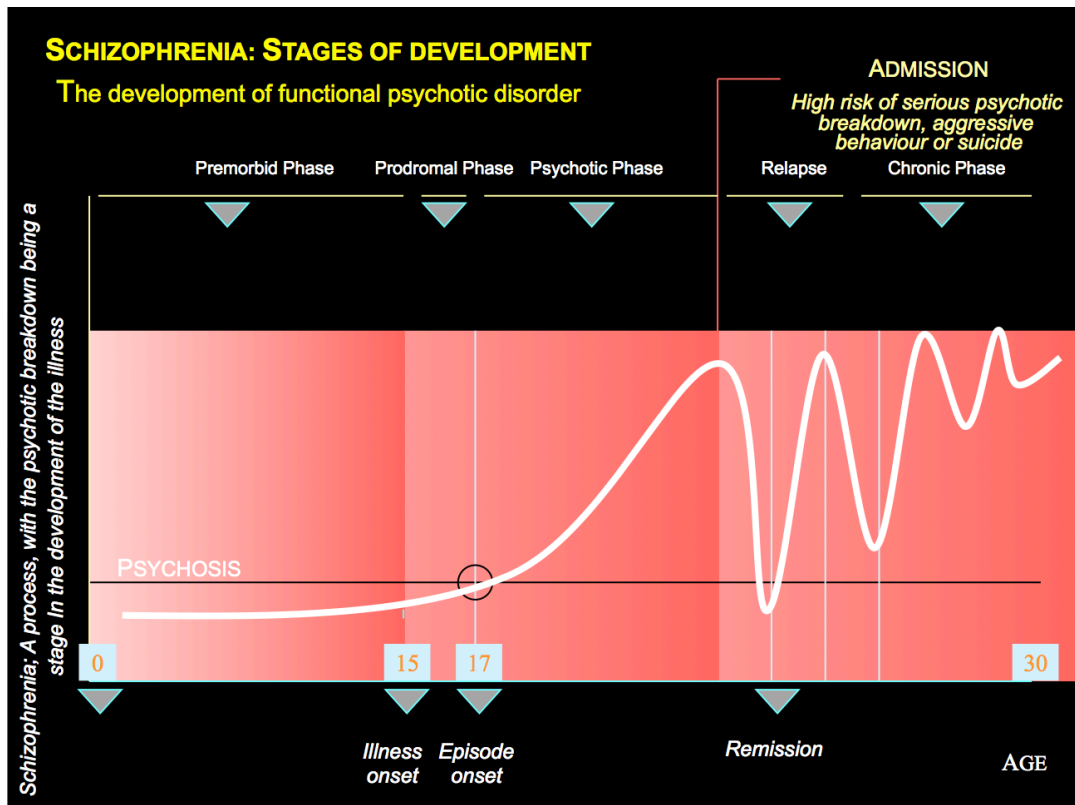 SCHIZOPHRENIA: STAGES OF DEVELOPMENT
The development of functional psychotic disorder
ADMISSION
High risk of serious psychotic
breakdown, aggressive
behaviour or suicide
Premorbid Phase
Prodromal Phase
Psychotic Phase
Relapse
Chronic Phase
Schizophrenia; A process, with the psychotic breakdown being a
stage In the development of the illness
PSYCHOSIS
0
15
17
30
Illness
onset
Episode
onset
Remission
AGE